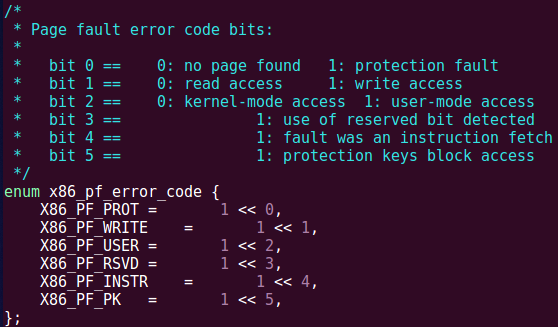 /*
 * Page fault error code bits:
 *
 *   bit 0 ==    0: no page found   1: protection fault
 *   bit 1 ==    0: read access     1: write access
 *   bit 2 ==    0: kernel-mode access  1: user-mode access
 *   bit 3 ==               1: use of reserved bit detected
 *   bit 4 ==               1: fault was an instruction fetch
 *   bit 5 ==               1: protection keys block access
 */
enum x86_pf_error_code {
    X86_PF_PROT =       1 << 0,
    X86_PF_WRITE    =       1 << 1,
    X86_PF_USER =       1 << 2,
    X86_PF_RSVD =       1 << 3,
    X86_PF_INSTR    =       1 << 4,
    X86_PF_PK   =       1 << 5,
};